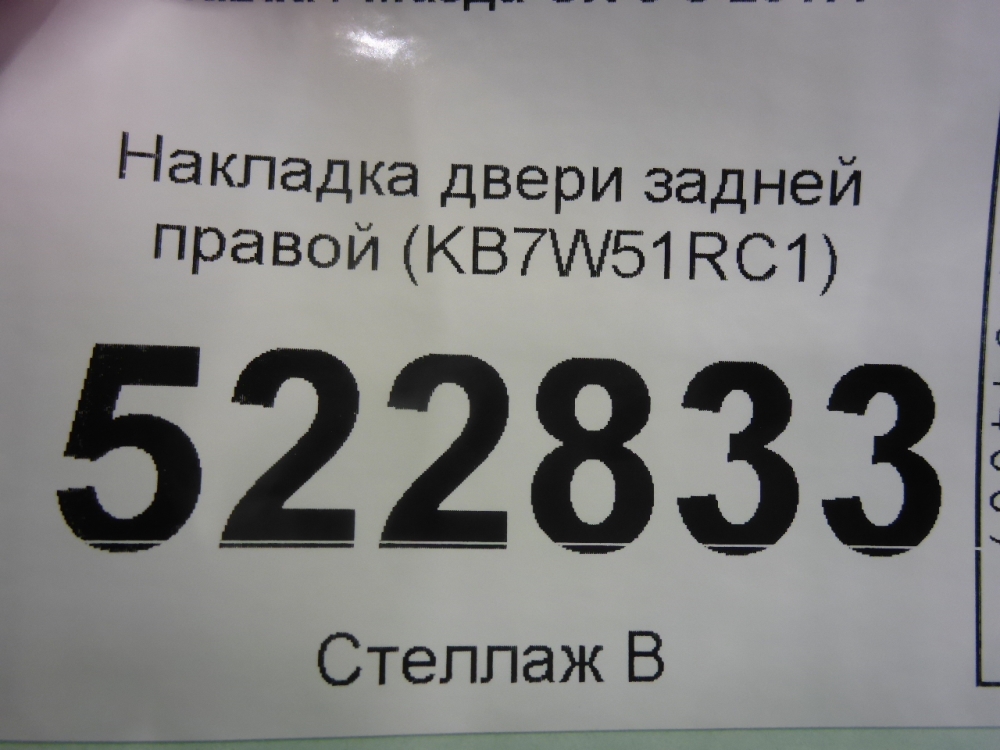 Накладка двери задней
правой (KB7W51RC1)
522833
Стеллаж В